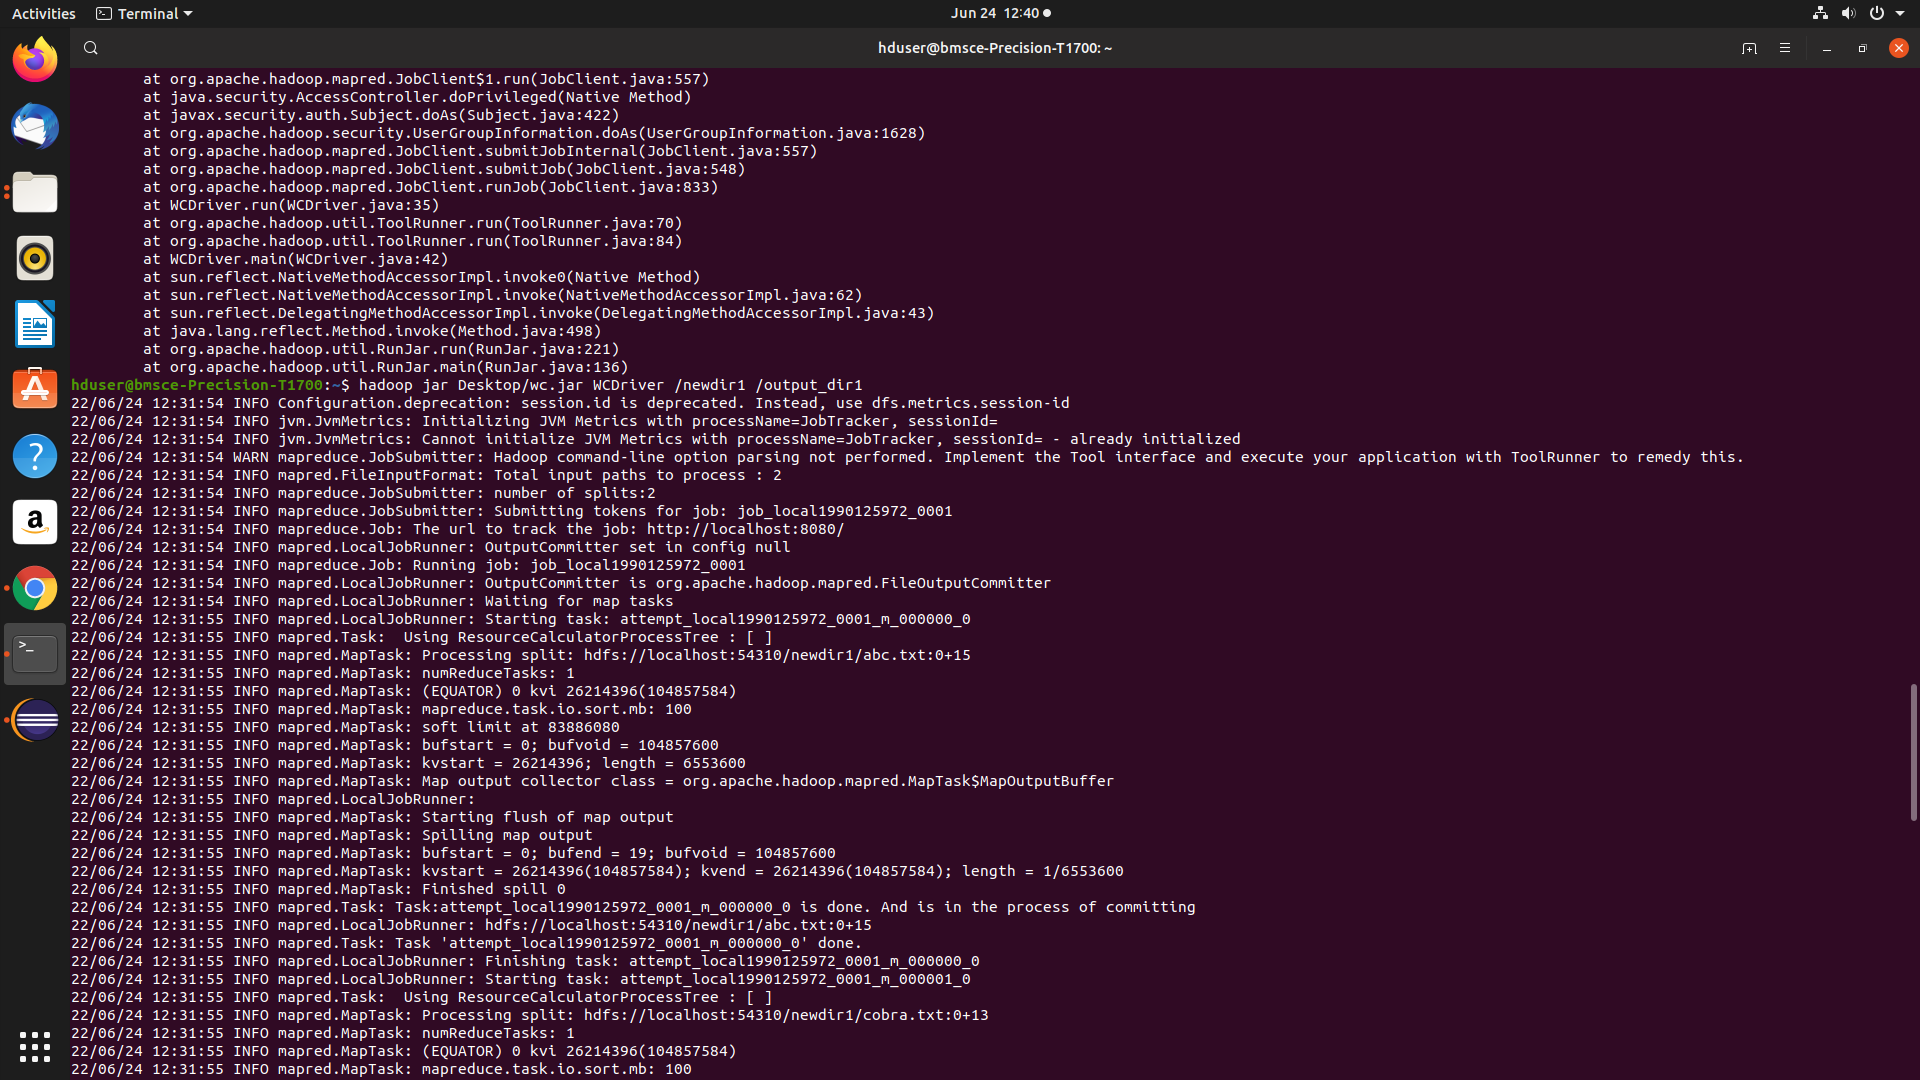 Activities
Terminal
Jun 24 12:40
hduser@bmsce-Precision-T1700: ~
at org.apache.hadoop.mapred.JobClient$1.run(JobClient.java:557)
at java.security.AccessController.doPrivileged(Native Method)
at javax.security.auth.Subject.doAs(Subject.java:422)
at org.apache.hadoop.security.UserGroupInformation.doAs(UserGroupInformation.java:1628)
at org.apache.hadoop.mapred.JobClient.submitJobInternal(JobClient.java:557)
at org.apache.hadoop.mapred.JobClient.submitJob(JobClient.java:548)
at org.apache.hadoop.mapred.JobClient.runJob(JobClient.java:833)
at WCDriver.run(WCDriver.java:35)
at org.apache.hadoop.util.ToolRunner.run(ToolRunner.java:70)
at org.apache.hadoop.util.ToolRunner.run(ToolRunner.java:84)
at WCDriver.main(WCDriver.java:42)
at sun.reflect.NativeMethodAccessorImpl.invoke0(Native Method)
at sun.reflect.NativeMethodAccessorImpl.invoke(NativeMethodAccessorImpl.java:62)
at sun.reflect.DelegatingMethodAccessorImpl.invoke(DelegatingMethodAccessorImpl.java:43)
at java.lang.reflect.Method.invoke(Method.java:498)
at org.apache.hadoop.util.RunJar.run(RunJar.java:221)
at org.apache.hadoop.util.RunJar.main(RunJar.java:136)
hduser@bmsce-Precision-T1700:~$ hadoop jar Desktop/wc.jar WCDriver /newdir1 /output_dir1
22/06/24 12:31:54 INFO Configuration.deprecation: session.id is deprecated. Instead, use dfs.metrics.session-id
22/06/24 12:31:54 INFO jvm.JvmMetrics: Initializing JVM Metrics with processName=JobTracker, sessionId=
22/06/24 12:31:54 INFO jvm.JvmMetrics: Cannot initialize JVM Metrics with processName=JobTracker, sessionId= - already initialized
22/06/24 12:31:54 WARN mapreduce.JobSubmitter: Hadoop command-line option parsing not performed. Implement the Tool interface and execute your application with ToolRunner to remedy this.
22/06/24 12:31:54 INFO mapred.FileInputFormat: Total input paths to process : 2
22/06/24 12:31:54 INFO mapreduce.JobSubmitter: number of splits:2
22/06/24 12:31:54 INFO mapreduce.JobSubmitter: Submitting tokens for job: job_local1990125972_0001
22/06/24 12:31:54 INFO mapreduce.Job: The url to track the job: http://localhost:8080/
22/06/24 12:31:54 INFO mapred.LocalJobRunner: OutputCommitter set in config null
22/06/24 12:31:54 INFO mapreduce.Job: Running job: job_local1990125972_0001
22/06/24 12:31:54 INFO mapred.LocalJobRunner: OutputCommitter is org.apache.hadoop.mapred.FileOutputCommitter
22/06/24 12:31:54 INFO mapred.LocalJobRunner: Waiting for map tasks
22/06/24 12:31:55 INFO mapred.LocalJobRunner: Starting task: attempt_local1990125972_0001_m_000000_0
22/06/24 12:31:55 INFO mapred.Task:  Using ResourceCalculatorProcessTree : [ ]
22/06/24 12:31:55 INFO mapred.MapTask: Processing split: hdfs://localhost:54310/newdir1/abc.txt:0+15
22/06/24 12:31:55 INFO mapred.MapTask: numReduceTasks: 1
22/06/24 12:31:55 INFO mapred.MapTask: (EQUATOR) 0 kvi 26214396(104857584)
22/06/24 12:31:55 INFO mapred.MapTask: mapreduce.task.io.sort.mb: 100
22/06/24 12:31:55 INFO mapred.MapTask: soft limit at 83886080
22/06/24 12:31:55 INFO mapred.MapTask: bufstart = 0; bufvoid = 104857600
22/06/24 12:31:55 INFO mapred.MapTask: kvstart = 26214396; length = 6553600
22/06/24 12:31:55 INFO mapred.MapTask: Map output collector class = org.apache.hadoop.mapred.MapTask$MapOutputBuffer
22/06/24 12:31:55 INFO mapred.LocalJobRunner:
22/06/24 12:31:55 INFO mapred.MapTask: Starting flush of map output
22/06/24 12:31:55 INFO mapred.MapTask: Spilling map output
22/06/24 12:31:55 INFO mapred.MapTask: bufstart = 0; bufend = 19; bufvoid = 104857600
22/06/24 12:31:55 INFO mapred.MapTask: kvstart = 26214396(104857584); kvend = 26214396(104857584); length = 1/6553600
22/06/24 12:31:55 INFO mapred.MapTask: Finished spill 0
22/06/24 12:31:55 INFO mapred.Task: Task:attempt_local1990125972_0001_m_000000_0 is done. And is in the process of committing
22/06/24 12:31:55 INFO mapred.LocalJobRunner: hdfs://localhost:54310/newdir1/abc.txt:0+15
22/06/24 12:31:55 INFO mapred.Task: Task 'attempt_local1990125972_0001_m_000000_0' done.
22/06/24 12:31:55 INFO mapred.LocalJobRunner: Finishing task: attempt_local1990125972_0001_m_000000_0
22/06/24 12:31:55 INFO mapred.LocalJobRunner: Starting task: attempt_local1990125972_0001_m_000001_0
22/06/24 12:31:55 INFO mapred.Task:  Using ResourceCalculatorProcessTree : [ ]
22/06/24 12:31:55 INFO mapred.MapTask: Processing split: hdfs://localhost:54310/newdir1/cobra.txt:0+13
22/06/24 12:31:55 INFO mapred.MapTask: numReduceTasks: 1
22/06/24 12:31:55 INFO mapred.MapTask: (EQUATOR) 0 kvi 26214396(104857584)
22/06/24 12:31:55 INFO mapred.MapTask: mapreduce.task.io.sort.mb: 100